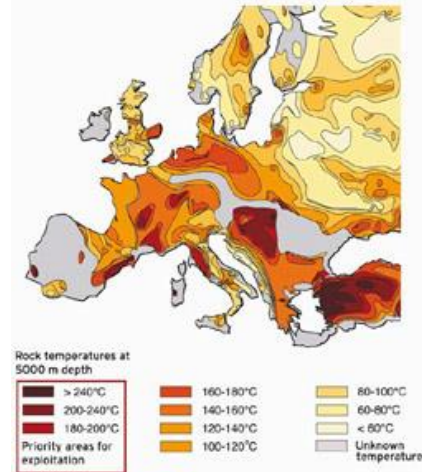 Rock temperatures at
5000 m depth
> 240°C
200-240°C
180-200°C
Priority areas for
exploitation
160-180°C
140-160°C
120-140°C
100-120°C
80-100°C
60-80°C
< 60°C
Unknown
temperature